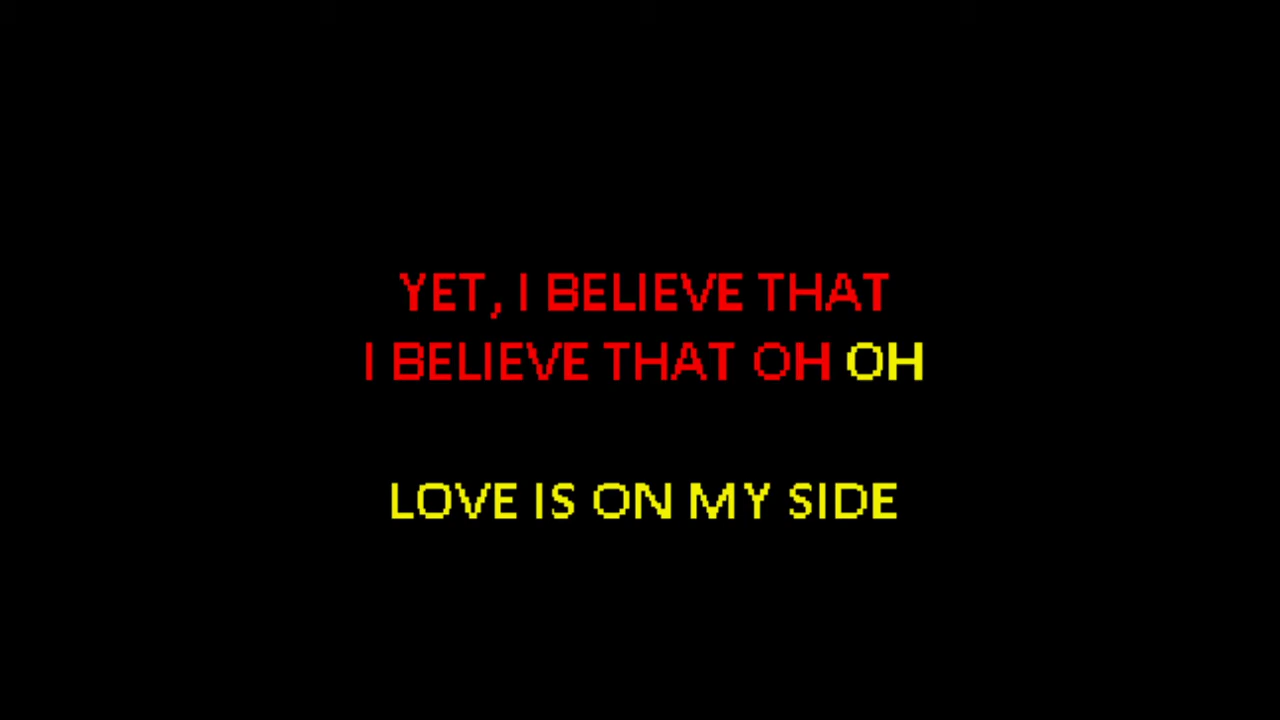 YET, I BELIEVE THAT
I BELIEVE THAT OH OH
LOVE IS ON MY SIDE